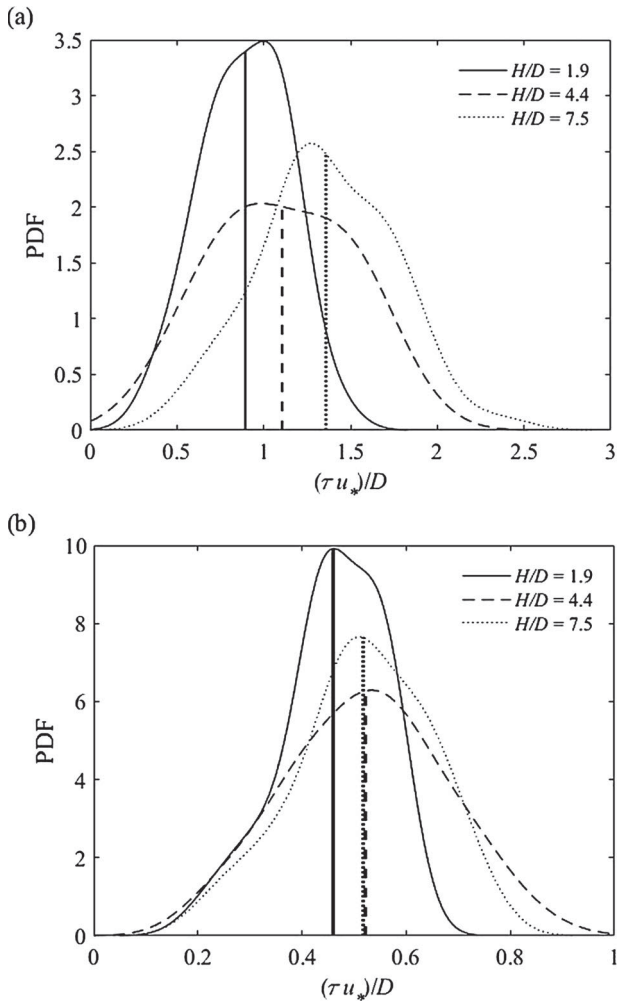 (a)
3.5
3
2.5
2
1.5
1
0.5
0
PDF
H/D = 1.9
H/D = 4.4
H/D = 7.5
0 0.5 1 1.5 2 2.5 3
(τ u*)/D
(b)
10
8
6
4
2
0
PDF
H/D = 1.9
H/D = 4.4
H/D = 7.5
0 0.2 0.4 0.6 0.8 1
(τ u*)/D